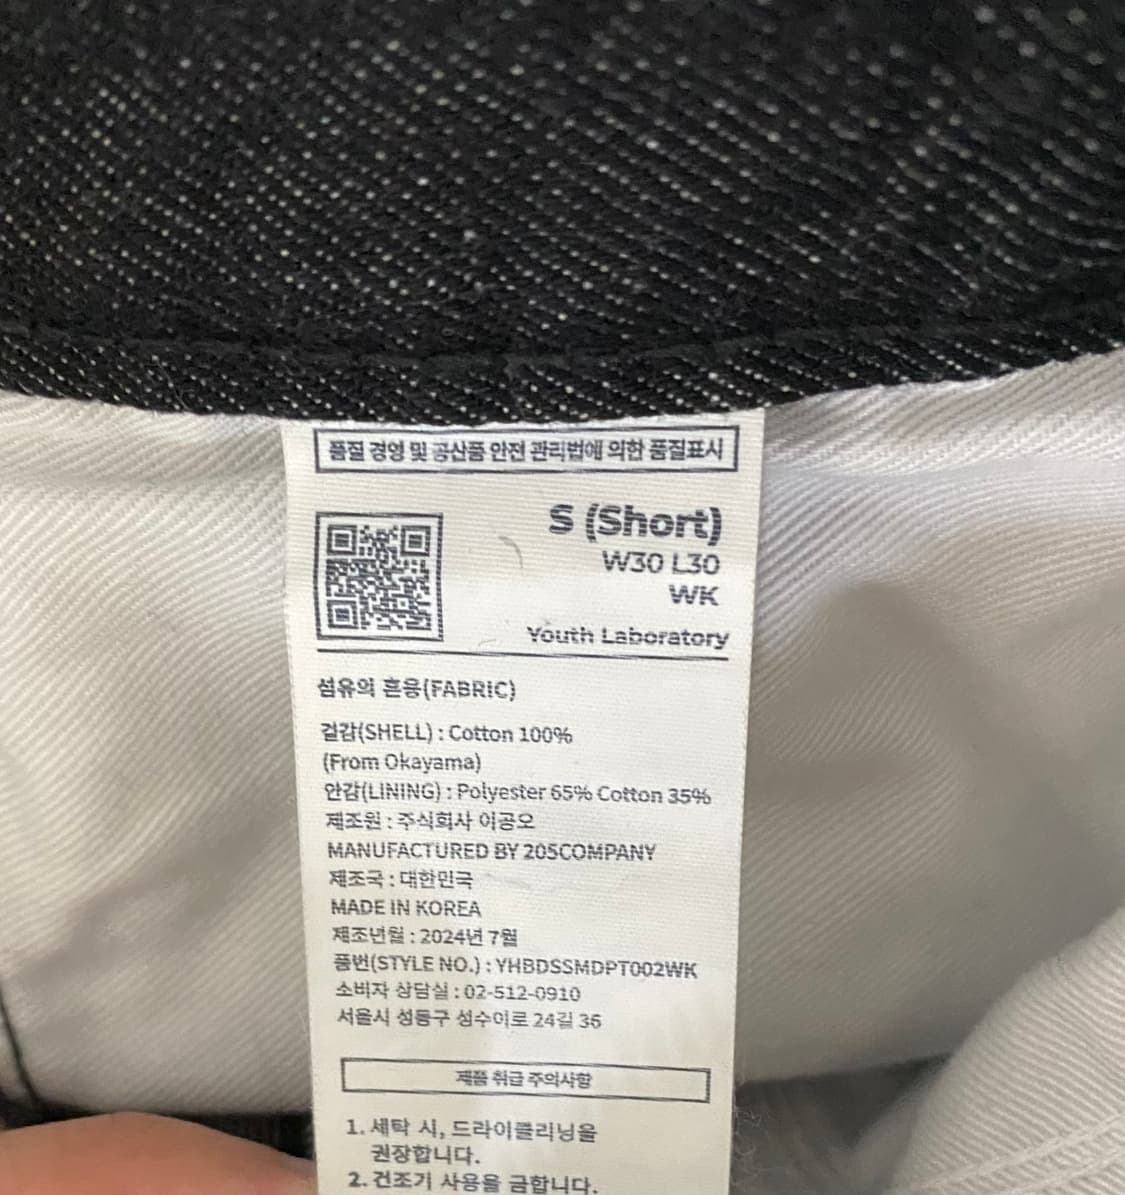 품질 경영 및 공산품 안전 관리법에 의한 품질표시
S (Short)
W30 L30
WK
Youth Laboratory
섬유의 혼용(FABRIC)
겉감(SHELL) : Cotton 100%
(From Okayama)
안감(LINING) : Polyester 65% Cotton 35%
제조원 : 주식회사 이공오
MANUFACTURED BY 205COMPANY
제조국 : 대한민국
MADE IN KOREA
제조년월 : 2024년 7월
품번(STYLE NO.) : YHBDSSMDPT002WK
소비자 상담실 : 02-512-0910
서울시 성동구 성수이로 24길 36
제품 취급 주의사항
1. 세탁 시, 드라이클리닝을
권장합니다.
2. 건조기 사용을 금합니다.